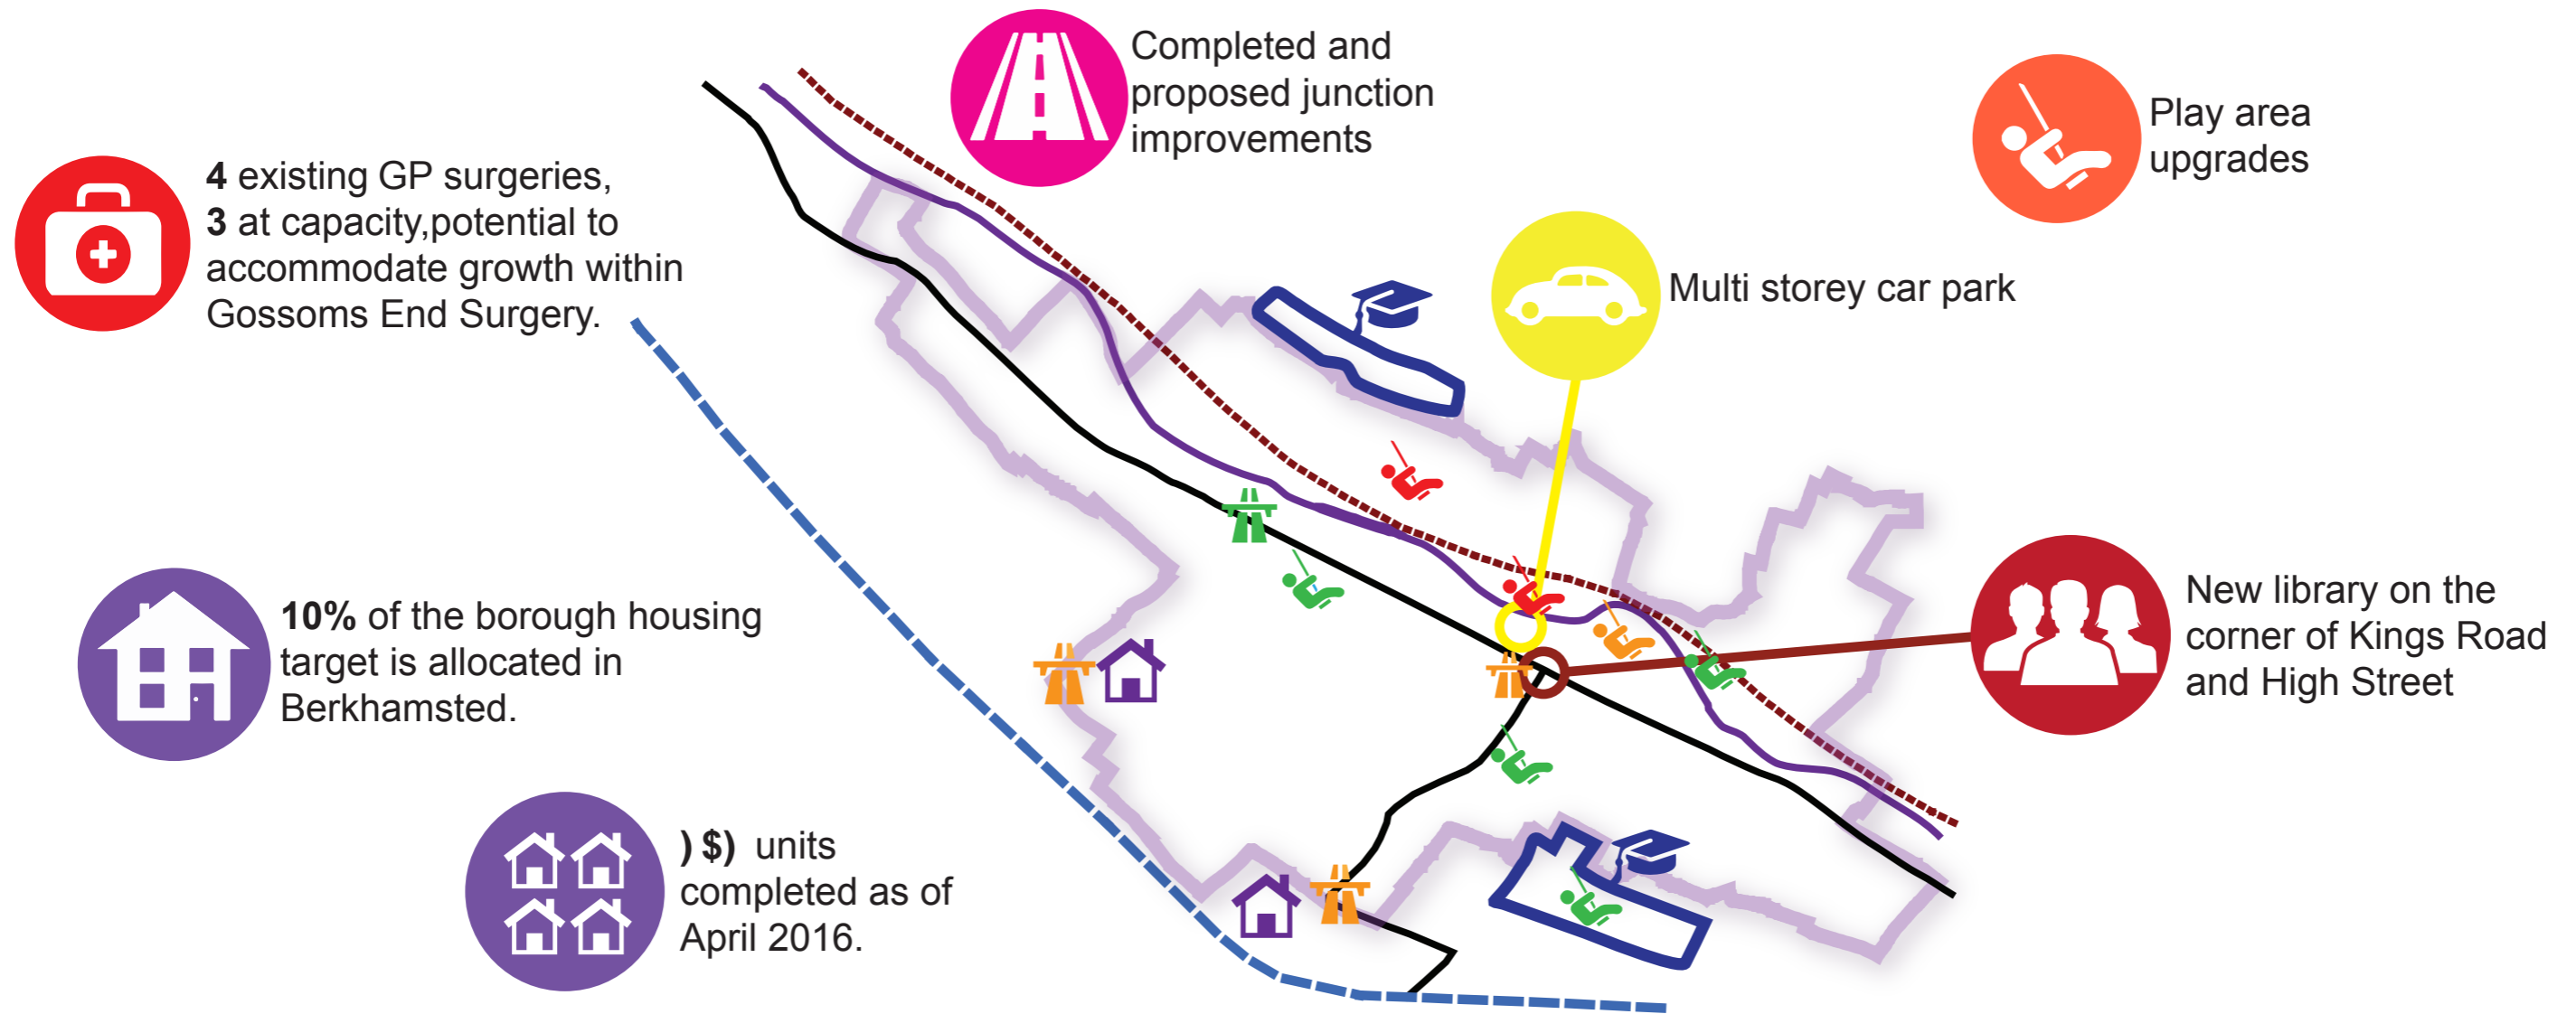 Completed and
proposed junction
improvements
Play area
upgrades
4 existing GP surgeries,
3 at capacity,potential to
accommodate growth within
Gossoms End Surgery.
Multi storey car park
10% of the borough housing
target is allocated in
Berkhamsted.
New library on the
corner of Kings Road
and High Street
) $) units
completed as of
April 2016.